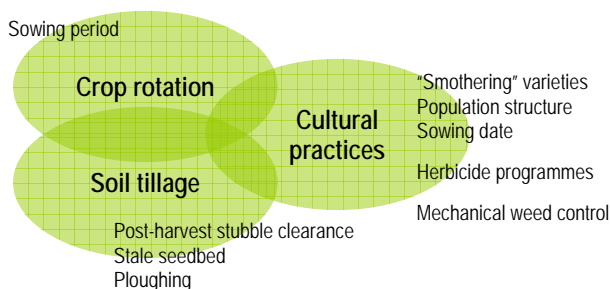 Sowing period
Crop rotation
"Smothering" varieties
Population structure
Sowing date
Cultural
practices
Herbicide programmes
Soil tillage
Mechanical weed control
Post-harvest stubble clearance
Stale seedbed
Ploughing